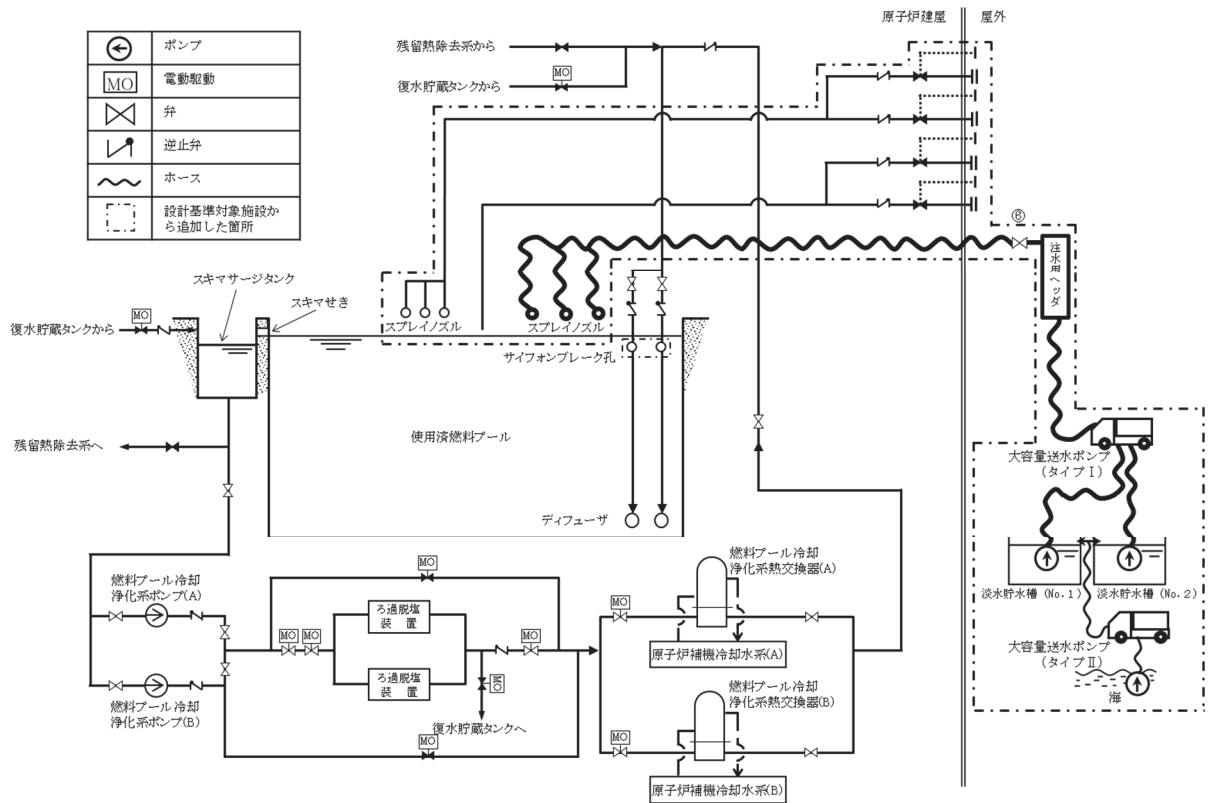 原子炉建屋
屋外
ポンプ
MO
電動駆動
弁
逆止弁
ホース
設計基準対象施設か
ら追加した箇所
残留熱除去系から
MO
復水貯蔵タンクから
⑥
注水用ヘッダ
スキマサージタンク
スキマせき
MO
復水貯蔵タンクから
スプレイノズル
スプレイノズル
サイフォンブレーク孔
残留熱除去系へ
使用済燃料プール
ディフューザ
大容量送水ポンプ
(タイプⅠ)
淡水貯水槽(No.1)
淡水貯水槽(No.2)
大容量送水ポンプ
(タイプⅡ)
海
燃料プール冷却
浄化系ポンプ(A)
燃料プール冷却
浄化系ポンプ(B)
MO
ろ過脱塩
装置
MO
MO
MO
ろ過脱塩
装置
MO
復水貯蔵タンクへ
MO
燃料プール冷却
浄化系熱交換器(A)
MO
原子炉補機冷却水系(A)
燃料プール冷却
浄化系熱交換器(B)
MO
原子炉補機冷却水系(B)